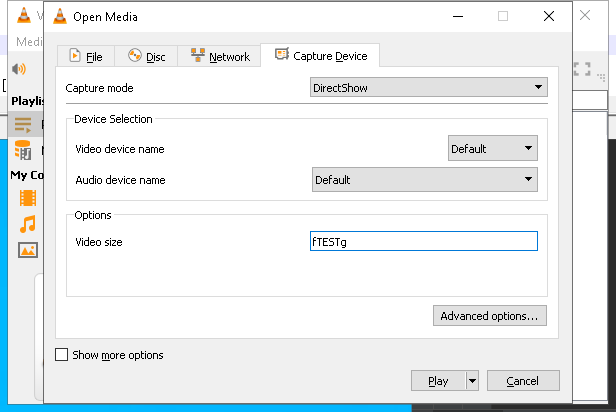 V
Open Media
Medi
File
Disc
Network
Capture Device
Capture mode
DirectShow
Playlis
Device Selection
Video device name
Default
Audio device name
Default
My Co
Options
Video size
fTESTg
Advanced options...
Show more options
Play
Cancel